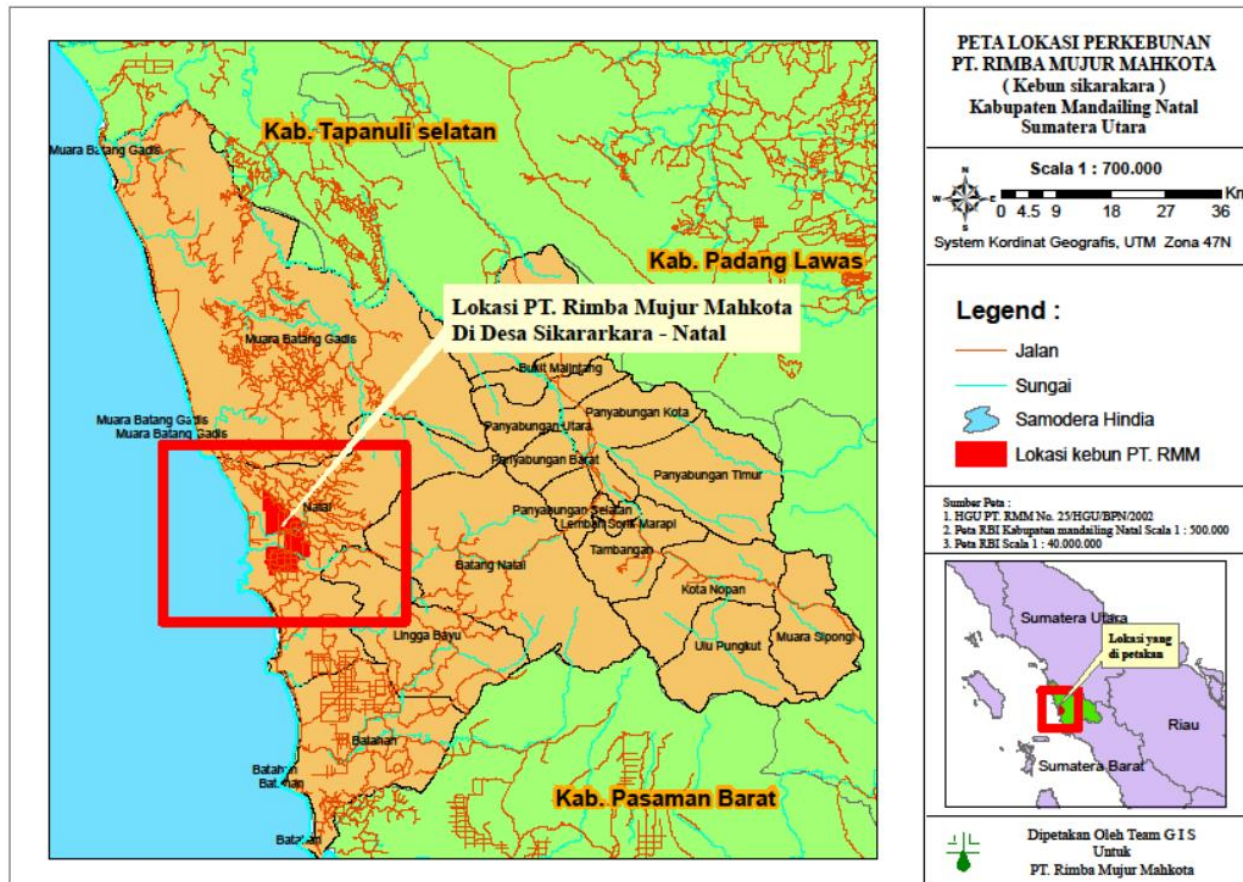 Kab. Tapanuli selatan
Muara Batang Gadis
Kab. Padang Lawas
Lokasi PT. Rimba Mujur Mahkota
Di Desa Sikararkara - Natal
Muara Batang Gadis
Bukit Malintang
Panyabungan Kota
Muara Batang Gadis
Muara Batang Gadis
Panyabungan Utara
Panyabungan Barat
Panyabungan Timur
Natal
Panyabungan Selatan
Lembah Sorik Marapi
Tambangan
Batang Natal
Kota Nopan
Lingga Bayu
Ulu Pungkut
Muara Sipongi
Batahan
Batahan
Batahan
Kab. Pasaman Barat
Batahan
PETA LOKASI PERKEBUNAN
PT. RIMBA MUJUR MAHKOTA
( Kebun sikarakara )
Kabupaten Mandailing Natal
Sumatera Utara
Scala 1 : 700.000
N
W E
S
Km
0 4.5 9 18 27 36
System Kordinat Geografis, UTM Zona 47N
Legend :
Jalan
Sungai
Samodera Hindia
Lokasi kebun PT. RMM
Sumber Peta :
1. HGU PT. RMM No. 25/HGU/BPN/2002
2. Peta RBI Kabupaten mandailing Natal Scala 1 : 500.000
3. Peta RBI Scala 1 : 40.000.000
Sumatera Utara
Lokasi yang
di petakan
Riau
Sumatera Barat
Dipetakan Oleh Team G I S
Untuk
PT. Rimba Mujur Mahkota